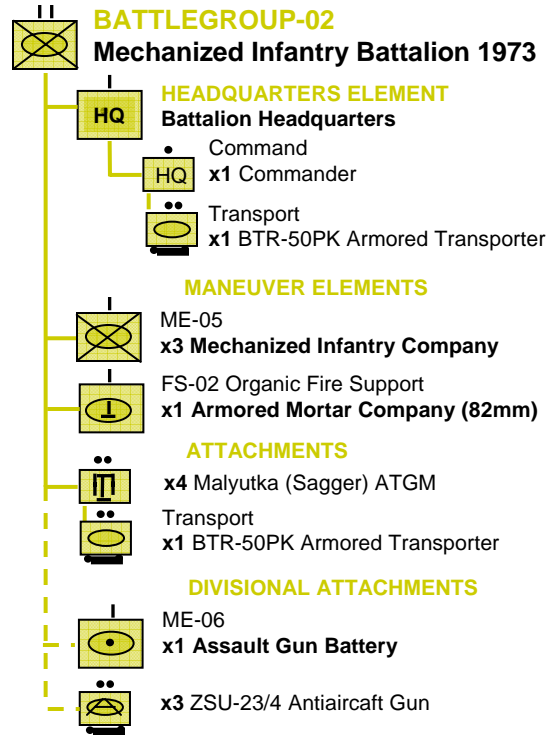 BATTLEGROUP-02
Mechanized Infantry Battalion 1973
HEADQUARTERS ELEMENT
HQ
Battalion Headquarters
Command
HQ
x1 Commander
Transport
x1 BTR-50PK Armored Transporter
MANEUVER ELEMENTS
ME-05
x3 Mechanized Infantry Company
FS-02 Organic Fire Support
x1 Armored Mortar Company (82mm)
ATTACHMENTS
x4 Malyutka (Sagger) ATGM
Transport
x1 BTR-50PK Armored Transporter
DIVISIONAL ATTACHMENTS
ME-06
x1 Assault Gun Battery
x3 ZSU-23/4 Antiaircaft Gun